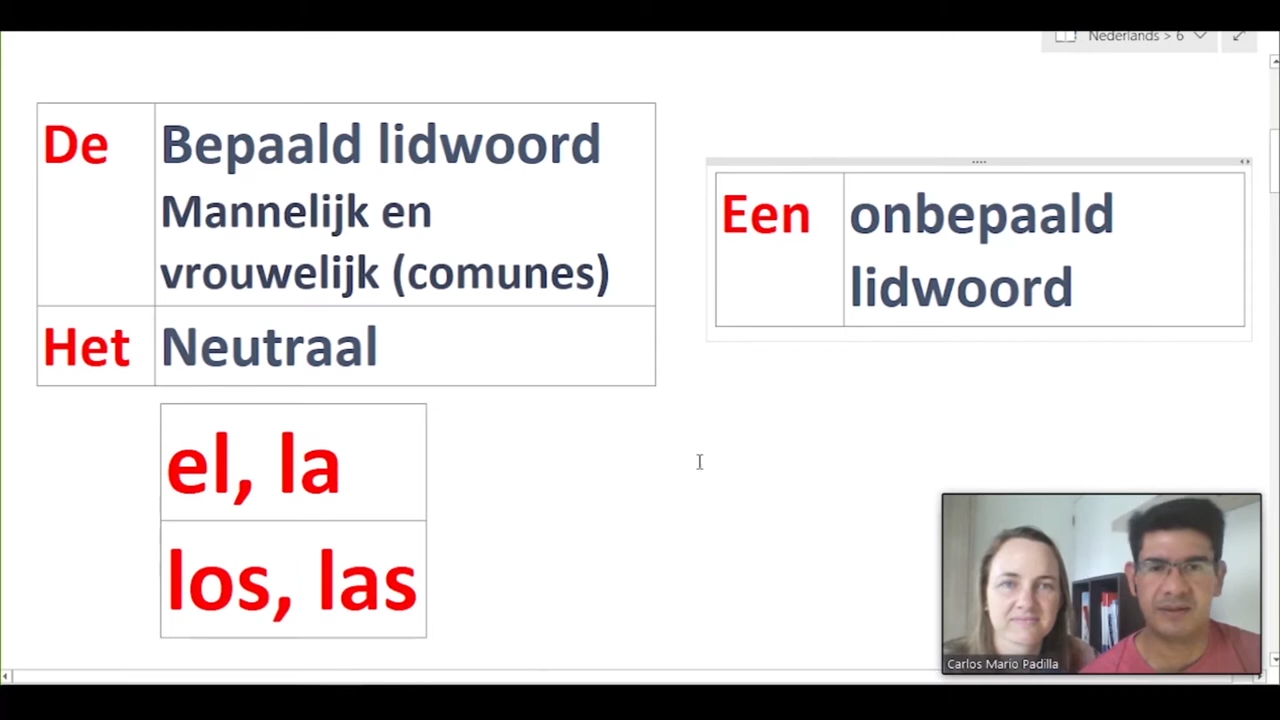 Nederlands > 6
De Bepaald lidwoord
Mannelijk en
vrouwelijk (comunes)
Het Neutraal
Een onbepaald
lidwoord
el, la
los, las
Carlos Mario Padilla